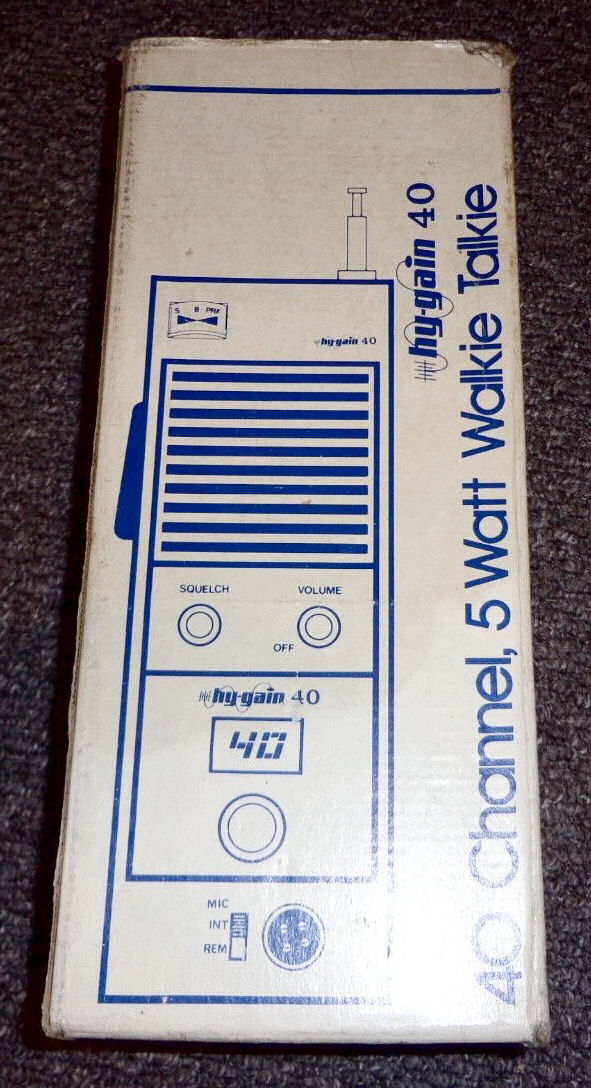 hy-gain 40
40 Channel, 5 Watt Walkie Talkie
S B PRF
hy-gain 40
SQUELCH VOLUME
OFF
hy-gain 40
40
MIC
INT
REM